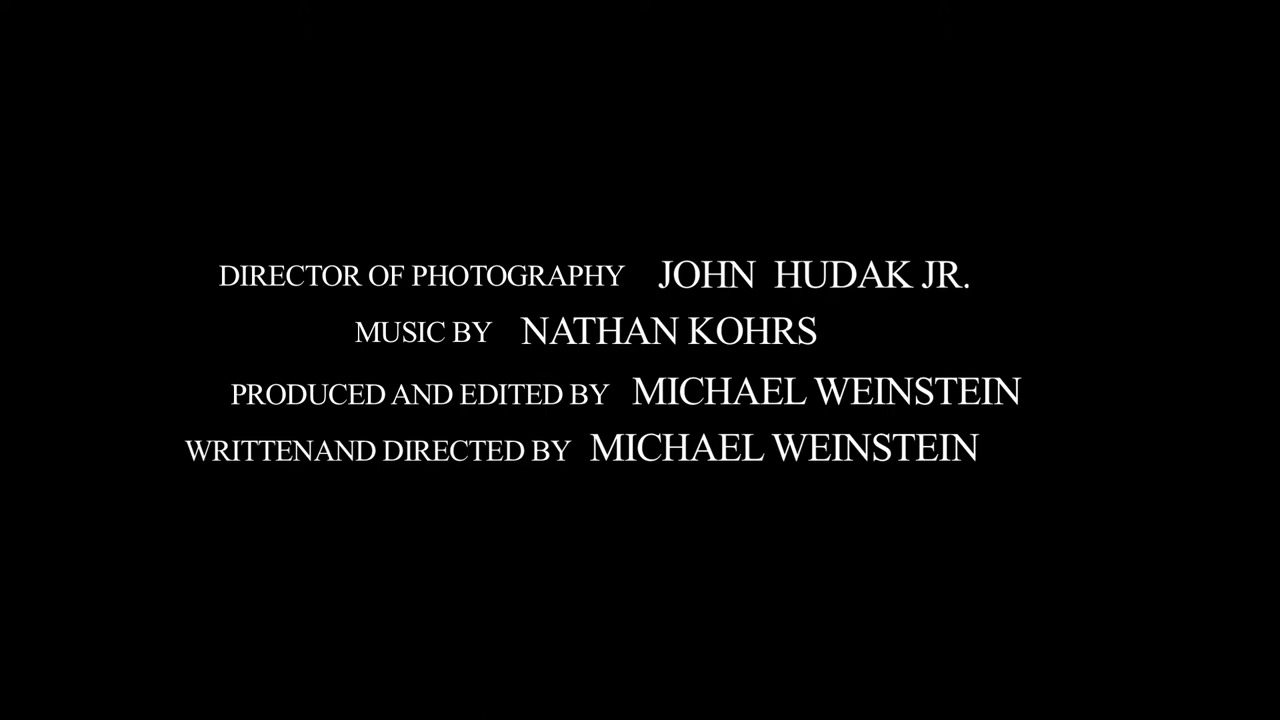 DIRECTOR OF PHOTOGRAPHY JOHN HUDAK JR.
MUSIC BY NATHAN KOHRS
PRODUCED AND EDITED BY MICHAEL WEINSTEIN
WRITTENAND DIRECTED BY MICHAEL WEINSTEIN